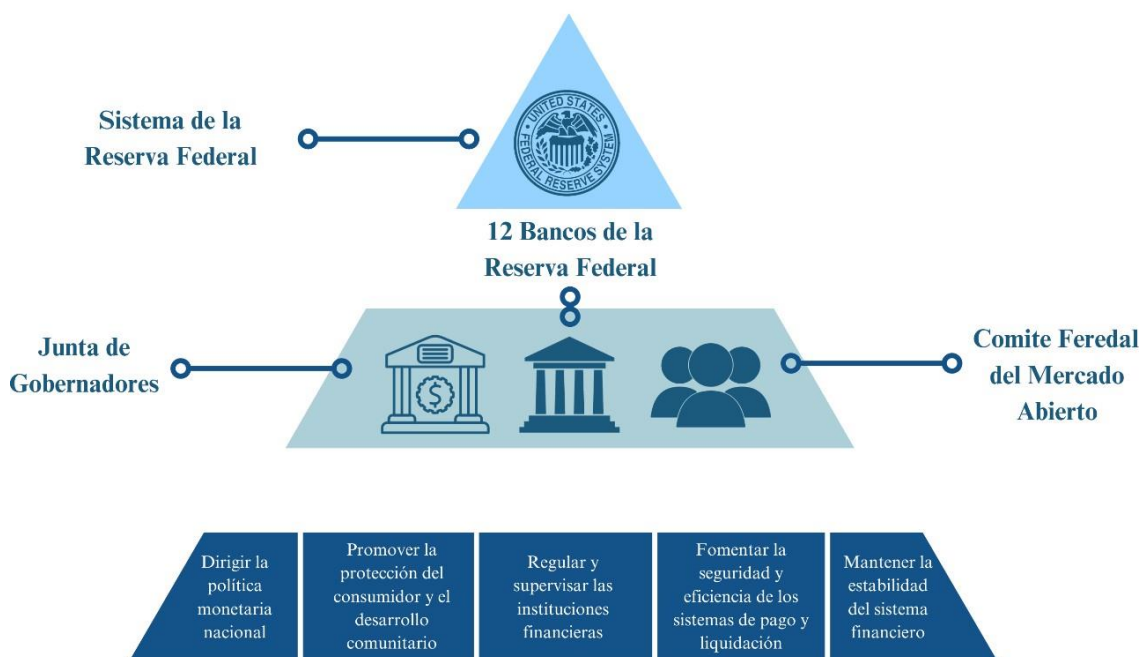 Sistema de la
Reserva Federal
UNITED STATES
FEDERAL RESERVE SYSTEM
12 Bancos de la
Reserva Federal
Junta de
Gobernadores
$
Comite Feredal
del Mercado
Abierto
Dirigir la
política
monetaria
nacional
Promover la
protección del
consumidor y el
desarrollo
comunitario
Regular y
supervisar las
instituciones
financieras
Fomentar la
seguridad y
eficiencia de los
sistemas de pago y
liquidación
Mantener la
estabilidad
del sistema
financiero